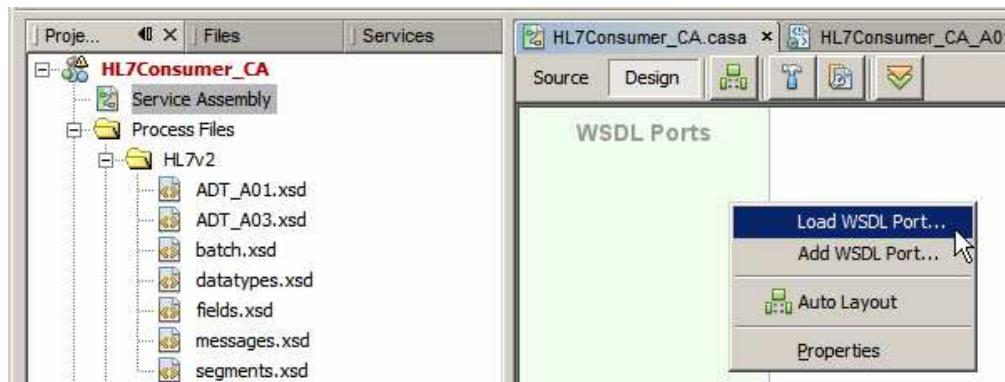 Proje...
Files
Services
HL7Consumer_CA
Service Assembly
Process Files
HL7v2
ADT_A01.xsd
ADT_A03.xsd
batch.xsd
datatypes.xsd
fields.xsd
messages.xsd
segments.xsd
HL7Consumer_CA.casa
HL7Consumer_CA_A01
Source Design
WSDL Ports
Load WSDL Port...
Add WSDL Port...
Auto Layout
Properties